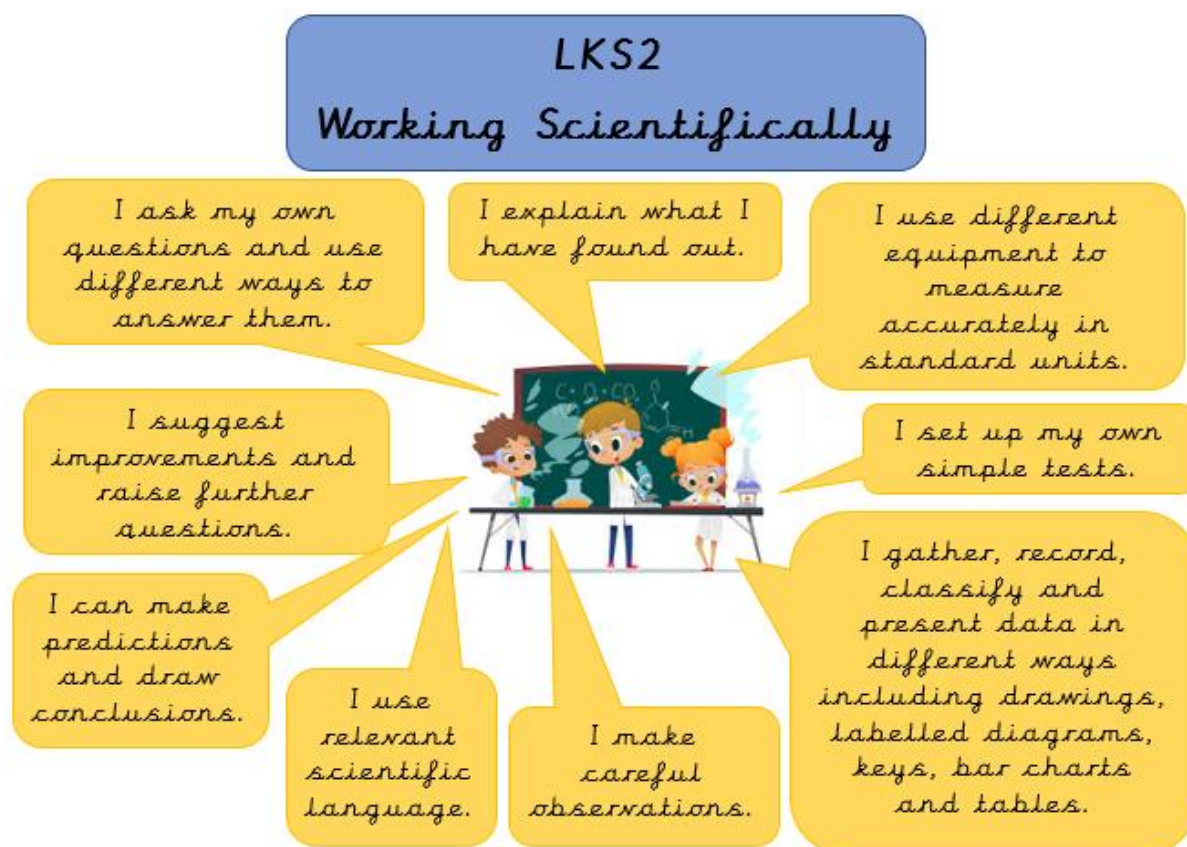 LKS2
Working Scientifically
I ask my own
questions and use
different ways to
answer them.
I explain what I
have found out.
I use different
equipment to
measure
accurately in
standard units.
I suggest
improvements and
raise further
questions.
I set up my own
simple tests.
I can make
predictions
and draw
conclusions.
I use
relevant
scientific
language.
I make
careful
observations.
I gather, record,
classify and
present data in
different ways
including drawings,
labelled diagrams,
keys, bar charts
and tables.